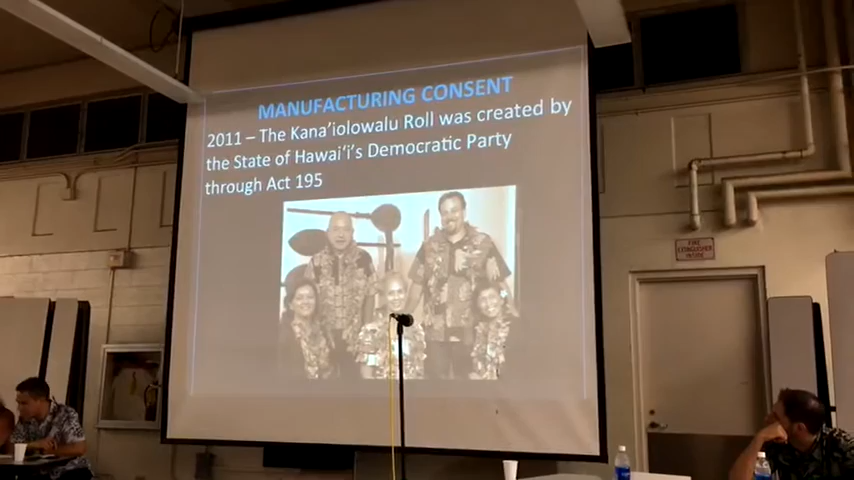 MANUFACTURING CONSENT
2011 – The Kana'iolowalu Roll was created by
the State of Hawai'i's Democratic Party
through Act 195
FIRE
EXTINGUISHER
INSIDE